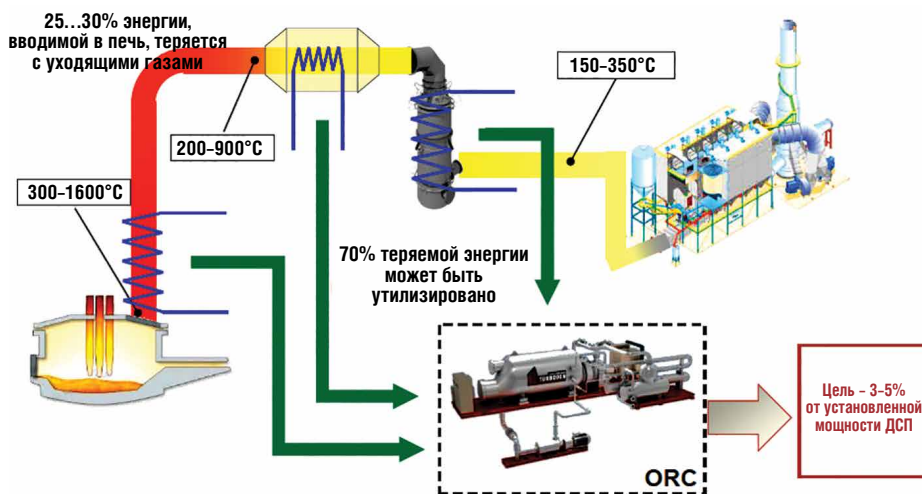 25...30% энергии,
вводимой в печь, теряется
с уходящими газами
200–900°C
150–350°C
300–1600°C
70% теряемой энергии
может быть
утилизировано
TURBODEN
ORC
Цель – 3–5%
от установленной
мощности ДСП